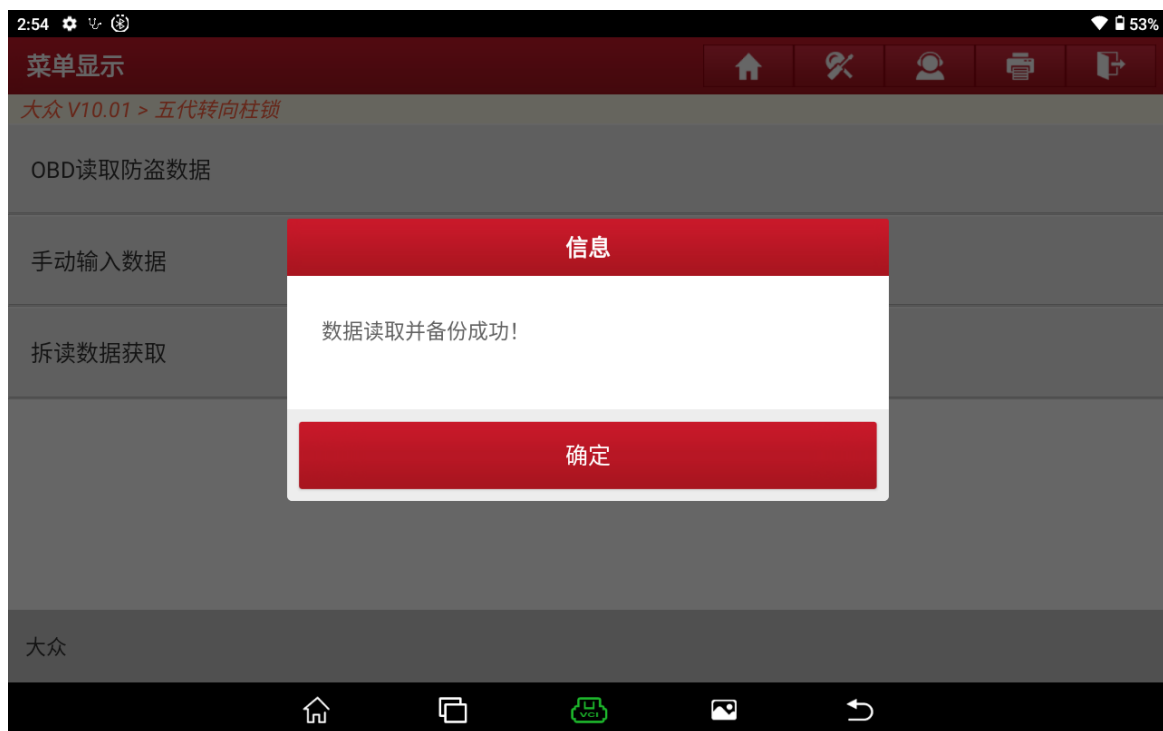 2:54
53%
菜单显示
大众 V10.01 > 五代转向柱锁
OBD读取防盗数据
手动输入数据
拆读数据获取
信息
数据读取并备份成功!
确定
大众
VCI